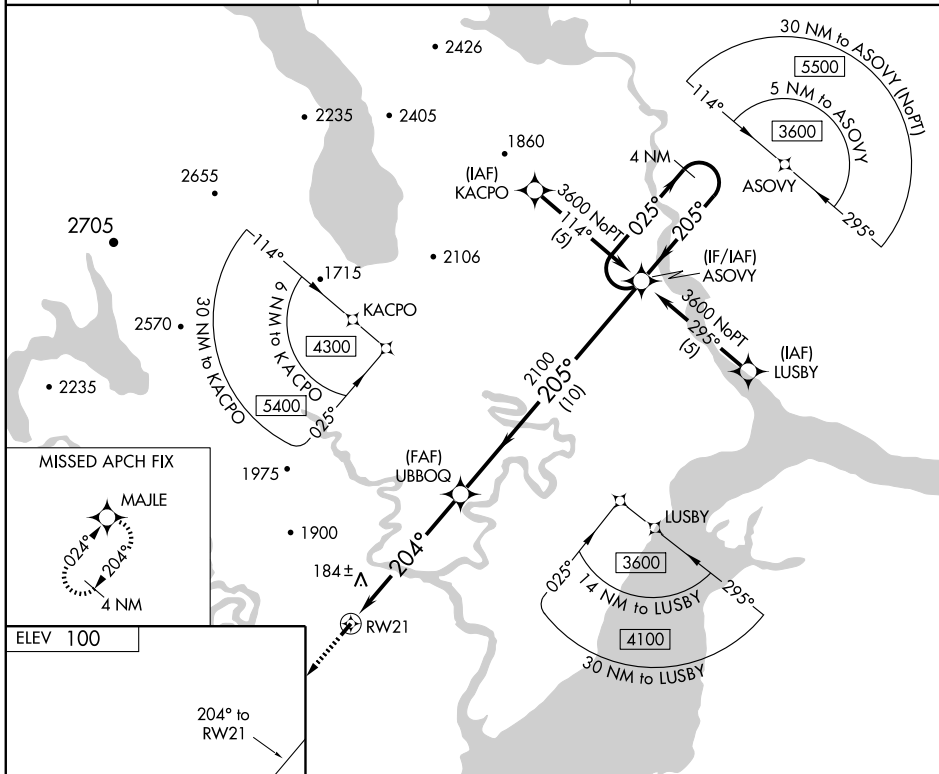 2426
30 NM to ASOVY (NoPT)
5500
114°
5 NM to ASOVY
3600
ASOVY
295°
2235
2405
1860
4 NM
(IAF)
KACPO
3600 NoPT
114°
(5)
025°
205°
2655
2705
2106
(IF/IAF)
ASOVY
114°
1715
KACPO
6 NM to KACPO
4300
30 NM to KACPO
5400
025°
2570
2235
3600 NoPT
295°
(5)
(IAF)
LUSBY
2100
205°
(10)
1975
(FAF)
UBBOQ
MISSED APCH FIX
MAJLE
024°
204°
4 NM
1900
184±
204°
RW21
LUSBY
025°
3600
14 NM to LUSBY
295°
4100
30 NM to LUSBY
ELEV 100
204° to
RW21